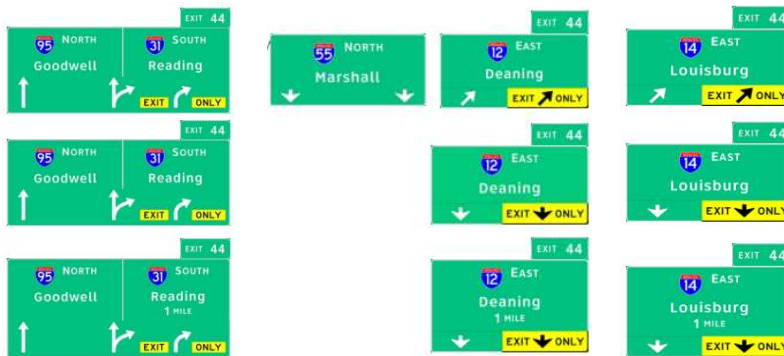 EXIT 44
95 NORTH 31 SOUTH
Goodwell Reading
EXIT ONLY
55 NORTH
Marshall
EXIT 44
12 EAST
Deaning
EXIT ONLY
EXIT 44
14 EAST
Louisburg
EXIT ONLY
EXIT 44
95 NORTH 31 SOUTH
Goodwell Reading
EXIT ONLY
EXIT 44
12 EAST
Deaning
EXIT ONLY
EXIT 44
14 EAST
Louisburg
EXIT ONLY
EXIT 44
95 NORTH 31 SOUTH
Goodwell Reading
1 MILE
EXIT ONLY
EXIT 44
12 EAST
Deaning
1 MILE
EXIT ONLY
EXIT 44
14 EAST
Louisburg
1 MILE
EXIT ONLY